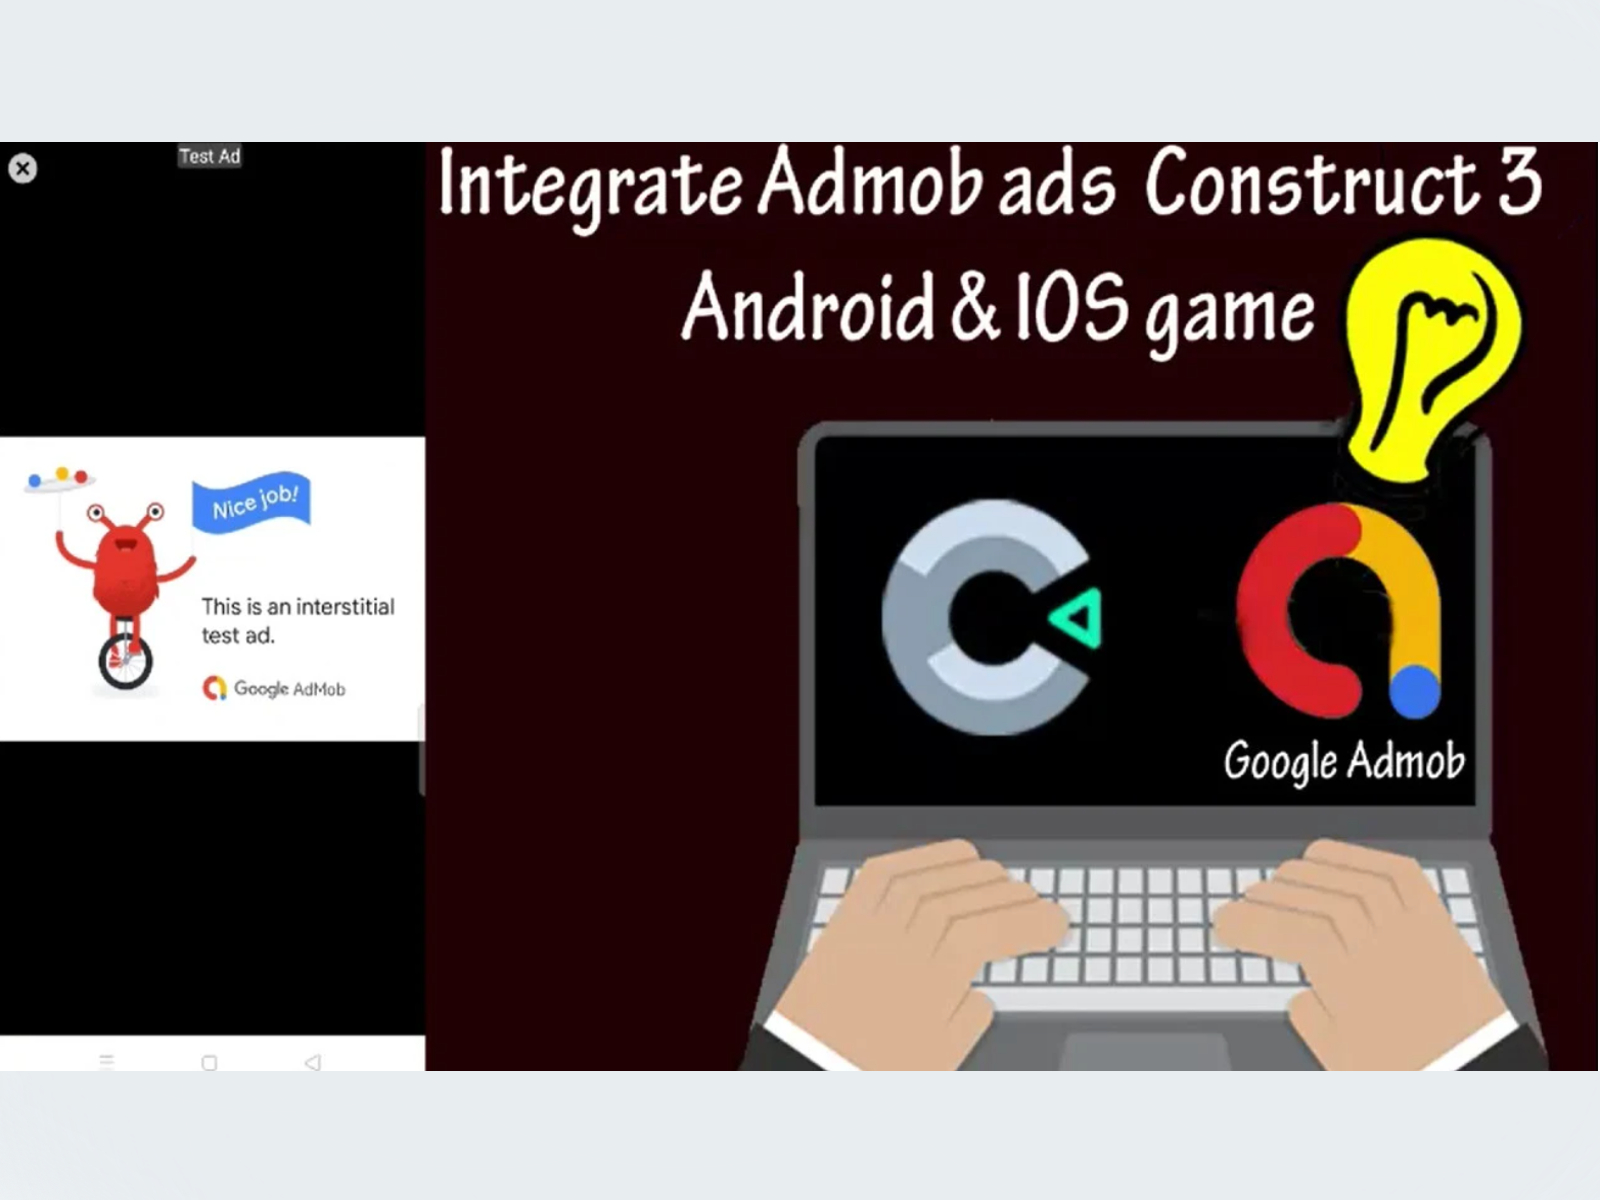 Test Ad
Integrate Admob ads Construct 3
Android & IOS game
Nice job!
This is an interstitial
test ad.
Google AdMob
Google Admob